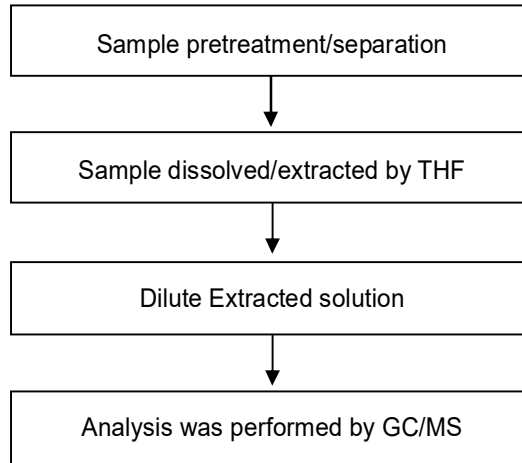 Sample pretreatment/separation
Sample dissolved/extracted by THF
Dilute Extracted solution
Analysis was performed by GC/MS